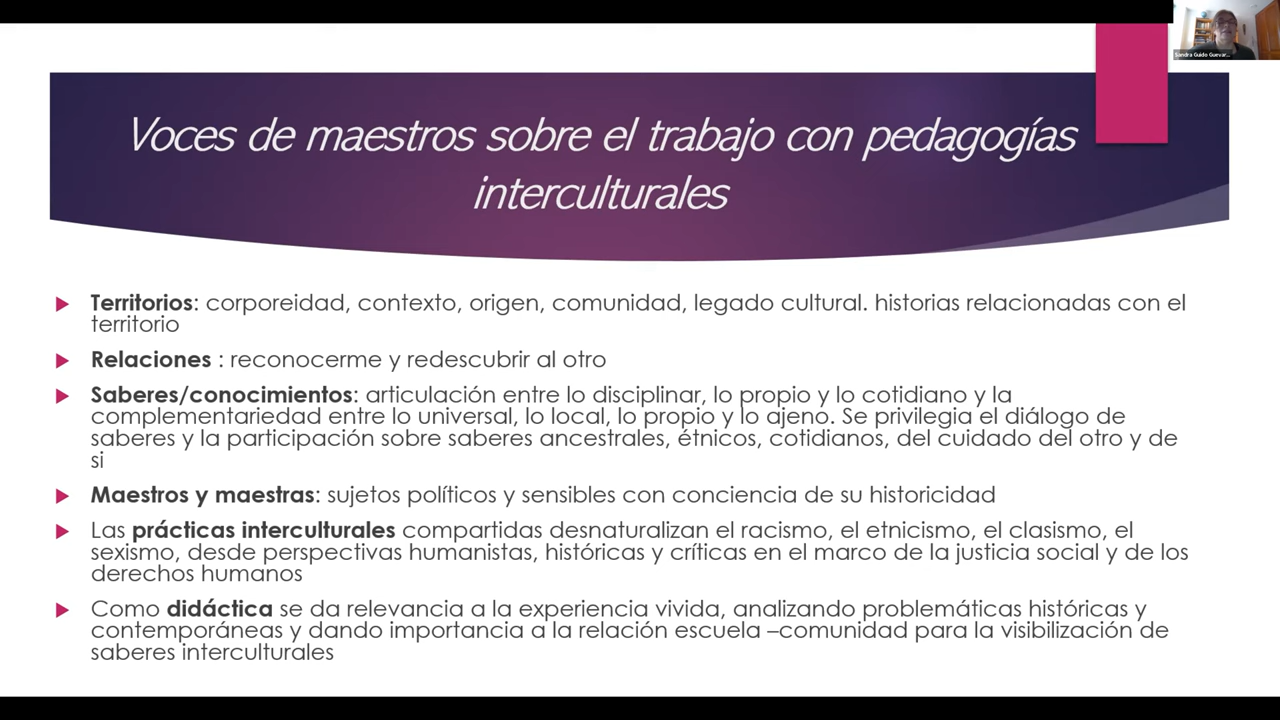 Sandra Guido Guevar...
Voces de maestros sobre el trabajo con pedagogías
interculturales
Territorios: corporeidad, contexto, origen, comunidad, legado cultural. historias relacionadas con el
territorio
Relaciones : reconocerme y redescubrir al otro
Saberes/conocimientos: articulación entre lo disciplinar, lo propio y lo cotidiano y la
complementariedad entre lo universal, lo local, lo propio y lo ajeno. Se privilegia el diálogo de
saberes y la participación sobre saberes ancestrales, étnicos, cotidianos, del cuidado del otro y de
si
Maestros y maestras: sujetos políticos y sensibles con conciencia de su historicidad
Las prácticas interculturales compartidas desnaturalizan el racismo, el etnicismo, el clasismo, el
sexismo, desde perspectivas humanistas, históricas y críticas en el marco de la justicia social y de los
derechos humanos
Como didáctica se da relevancia a la experiencia vivida, analizando problemáticas históricas y
contemporáneas y dando importancia a la relación escuela –comunidad para la visibilización de
saberes interculturales